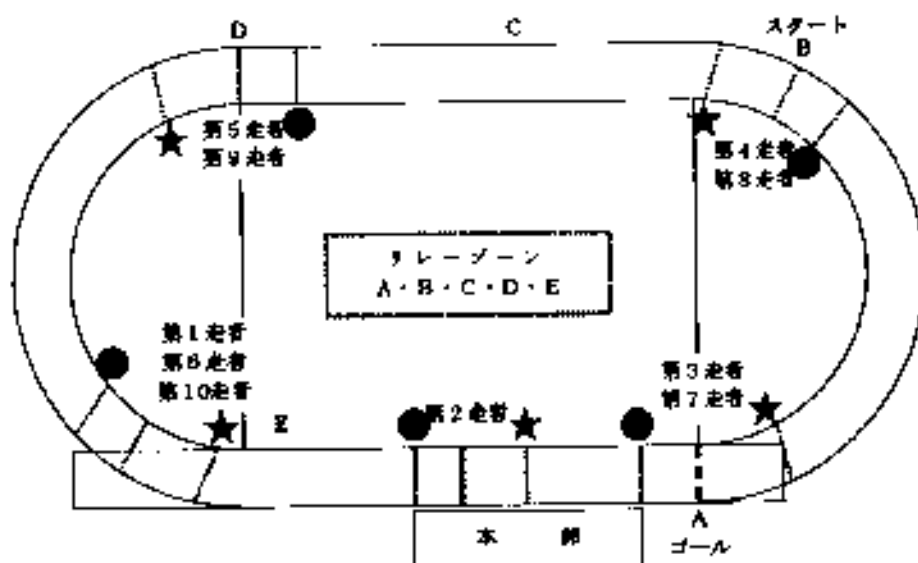 D
C
スタート
B
第5走者
第9走者
第4走者
第8走者
リレーゾーン
A・B・C・D・E
第1走者
第6走者
第10走者
第3走者
第7走者
E
第2走者
本部
A
ゴール